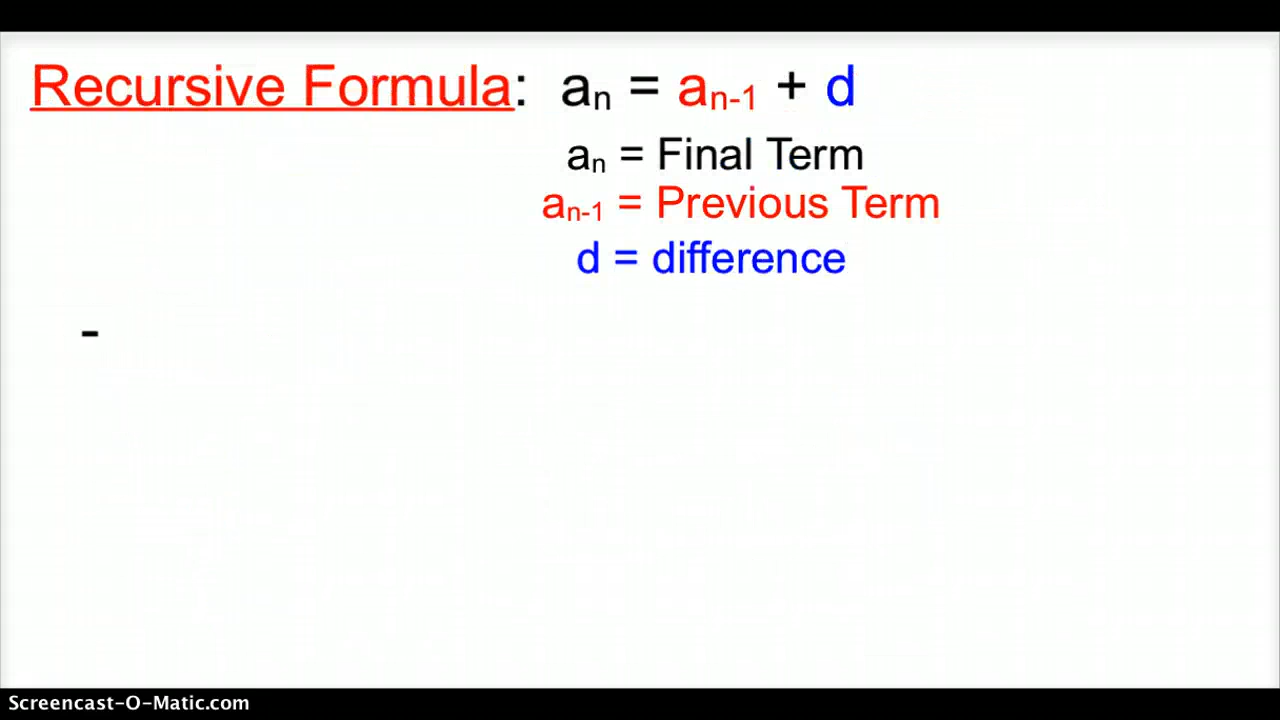 Recursive Formula: aₙ = aₙ₋₁ + d
aₙ = Final Term
aₙ₋₁ = Previous Term
d = difference
-
Screencast-O-Matic.com